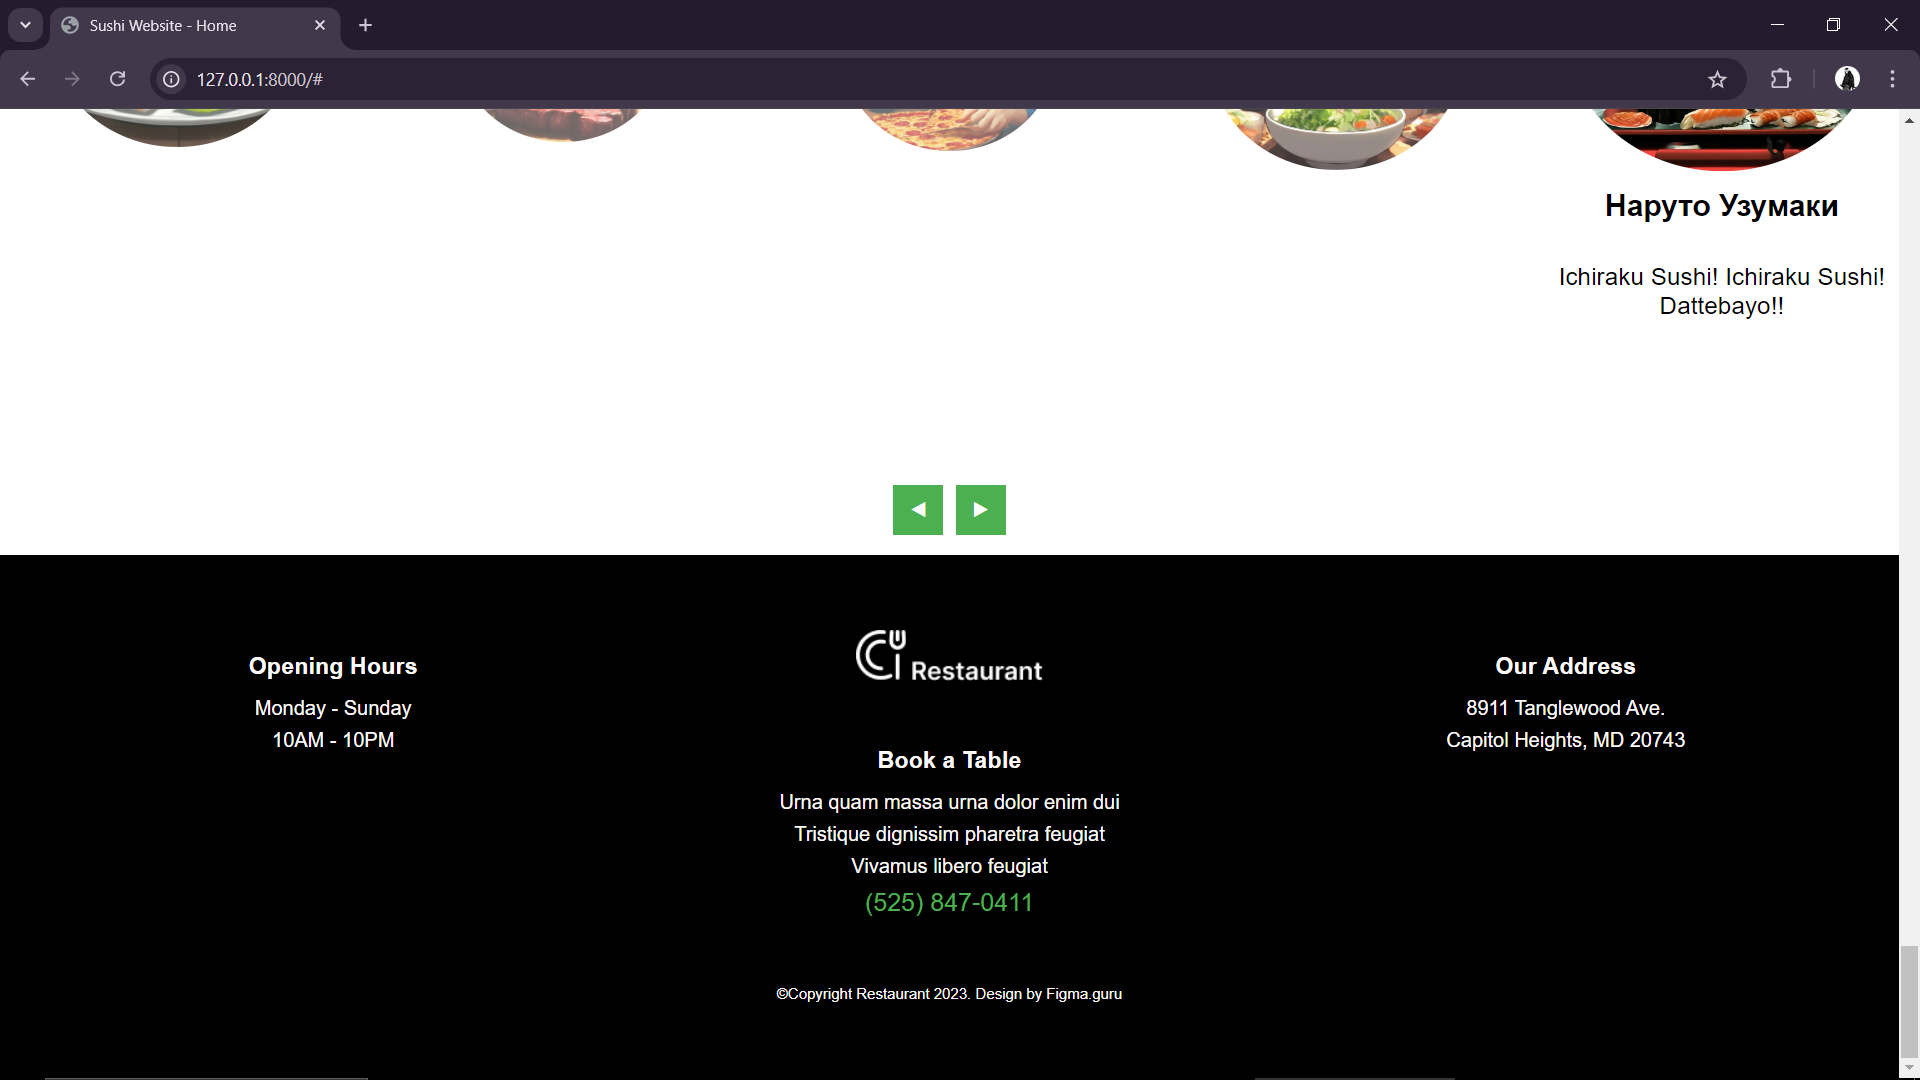 Sushi Website - Home
127.0.0.1:8000/#
Наруто Узумаки
Ichiraku Sushi! Ichiraku Sushi!
Dattebayo!!
Opening Hours
Monday - Sunday
10AM - 10PM
Restaurant
Book a Table
Urna quam massa urna dolor enim dui
Tristique dignissim pharetra feugiat
Vivamus libero feugiat
(525) 847-0411
Our Address
8911 Tanglewood Ave.
Capitol Heights, MD 20743
©Copyright Restaurant 2023. Design by Figma.guru